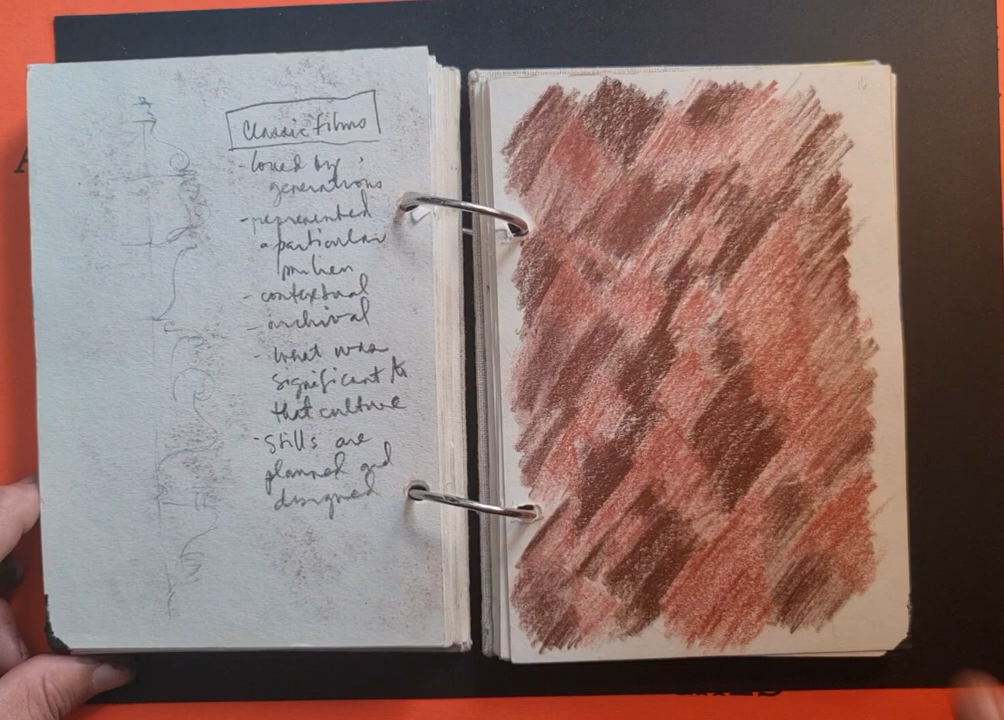 Classic Films
- loved by
generations
- represented
a particular
milieu
- contextual
- archival
- what was
significant to
that culture
- stills are
planned and
designed
16